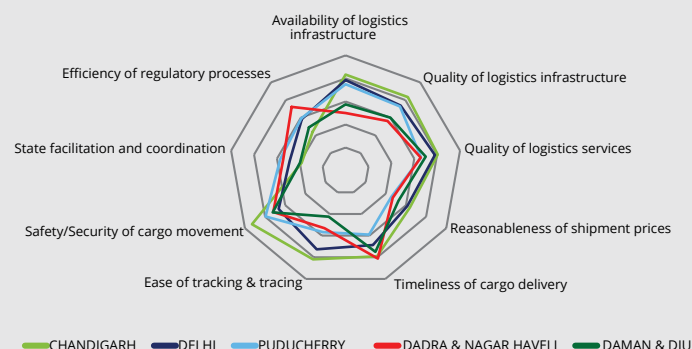 Availability of logistics
infrastructure
Efficiency of regulatory processes
Quality of logistics infrastructure
State facilitation and coordination
Quality of logistics services
Safety/Security of cargo movement
Reasonableness of shipment prices
Ease of tracking & tracing
Timeliness of cargo delivery
CHANDIGARH DELHI PUDUCHERRY DADRA & NAGAR HAVELI DAMAN & DIU